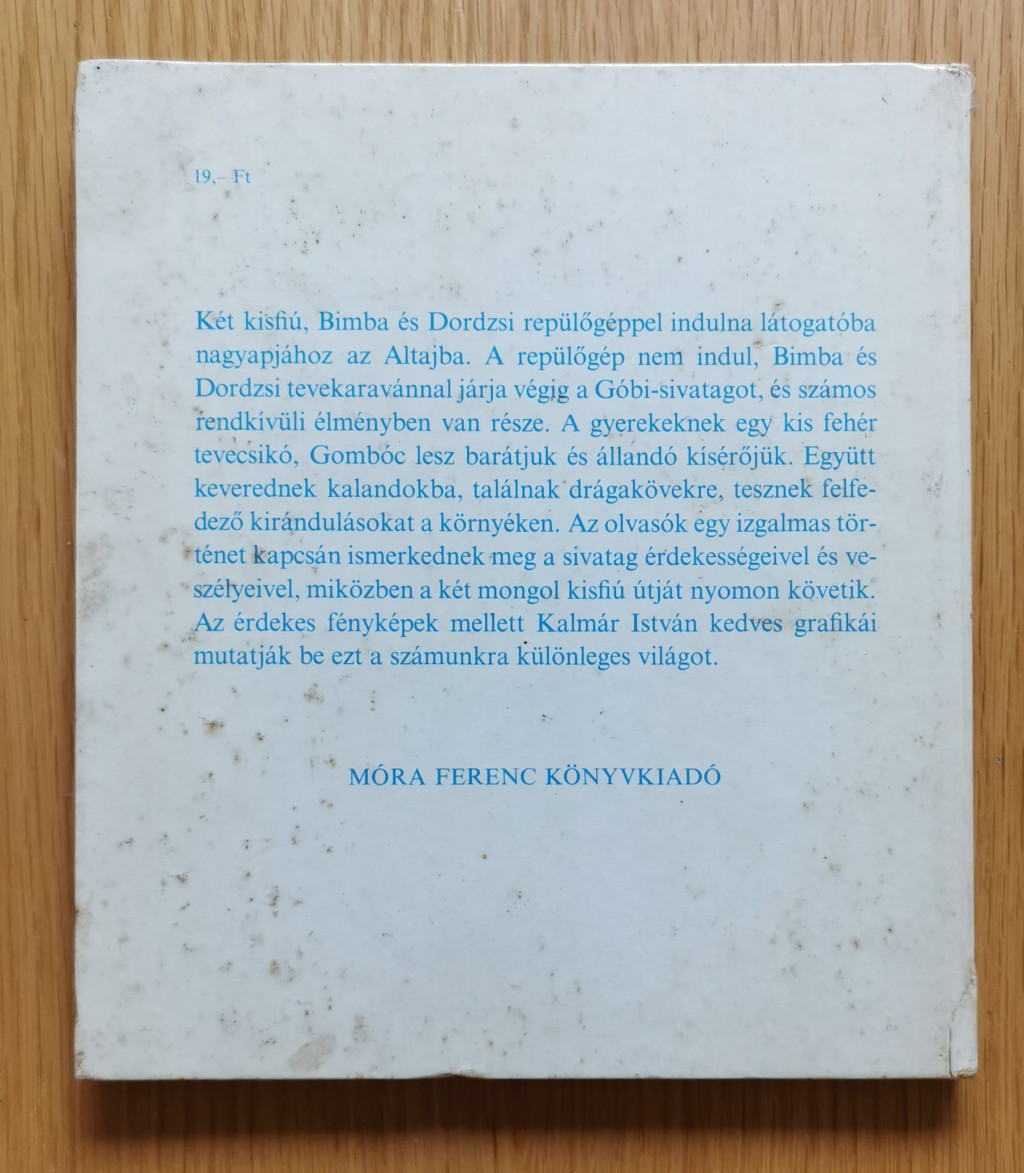 19,– Ft
Két kisfiú, Bimba és Dordzsi repülőgéppel indulna látogatóba
nagyapjához az Altajba. A repülőgép nem indul, Bimba és
Dordzsi tevekaravánnal járja végig a Góbi-sivatagot, és számos
rendkívüli élményben van része. A gyerekeknek egy kis fehér
tevecsikó, Gombóc lesz barátjuk és állandó kísérőjük. Együtt
keverednek kalandokba, találnak drágakövekre, tesznek felfe-
dező kirándulásokat a környéken. Az olvasók egy izgalmas tör-
ténet kapcsán ismerkednek meg a sivatag érdekességeivel és ve-
szélyeivel, miközben a két mongol kisfiú útját nyomon követik.
Az érdekes fényképek mellett Kalmár István kedves grafikái
mutatják be ezt a számunkra különleges világot.
MÓRA FERENC KÖNYVKIADÓ